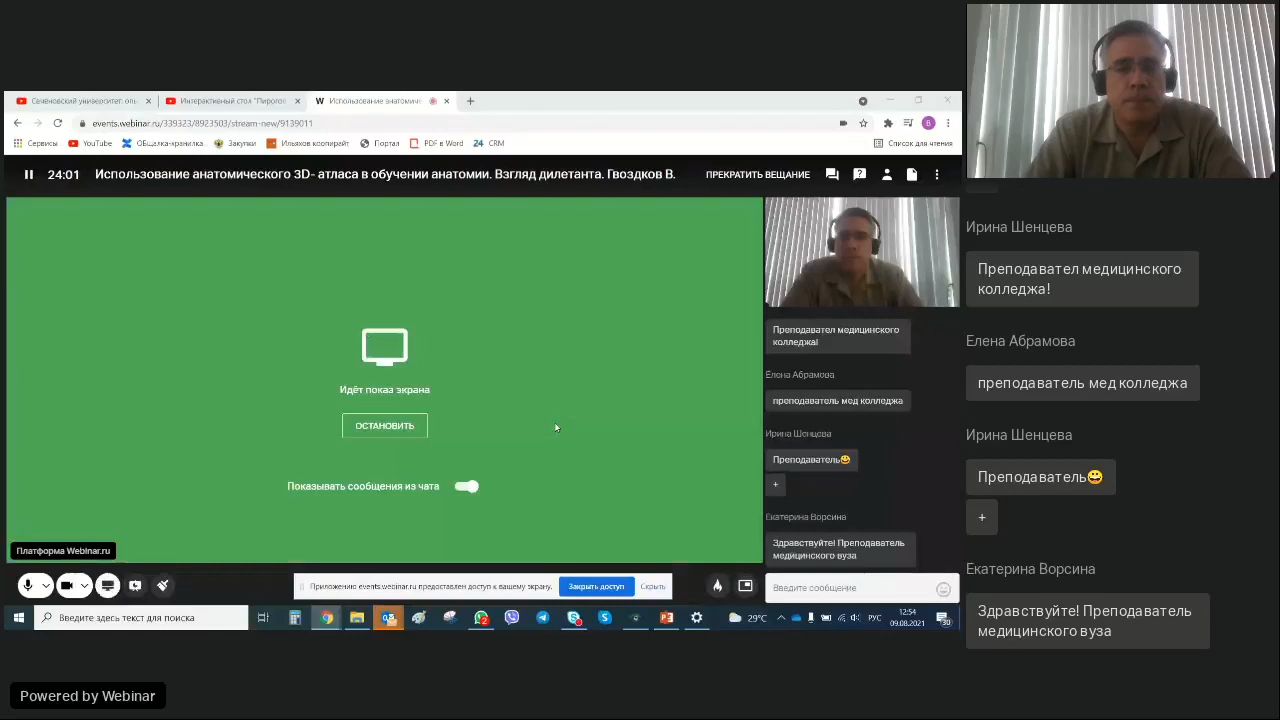 Сеченовский университет: опы
Интерактивный стол "Пирогов
Использование анатомиче
events.webinar.ru/339323/8923503/stream-new/9139011
Сервисы
YouTube
ОБщалка-хранилка
Закупки
Ильяхов копирайт
Портал
PDF в Word
24 CRM
Список для чтения
24:01
Использование анатомического 3D- атласа в обучении анатомии. Взгляд дилетанта. Гвоздков В.
ПРЕКРАТИТЬ ВЕЩАНИЕ
Идёт показ экрана
ОСТАНОВИТЬ
Показывать сообщения из чата
Платформа Webinar.ru
Преподавател медицинского
колледжа!
Елена Абрамова
преподаватель мед колледжа
Ирина Шенцева
Преподаватель😀
+
Екатерина Ворсина
Здравствуйте! Преподаватель
медицинского вуза
Введите сообщение
Приложению events.webinar.ru предоставлен доступ к вашему экрану.
Закрыть доступ
Скрыть
Введите здесь текст для поиска
29°C
РУС
12:54
09.08.2021
Ирина Шенцева
Преподавател медицинского
колледжа!
Елена Абрамова
преподаватель мед колледжа
Ирина Шенцева
Преподаватель😀
+
Екатерина Ворсина
Здравствуйте! Преподаватель
медицинского вуза
Powered by Webinar